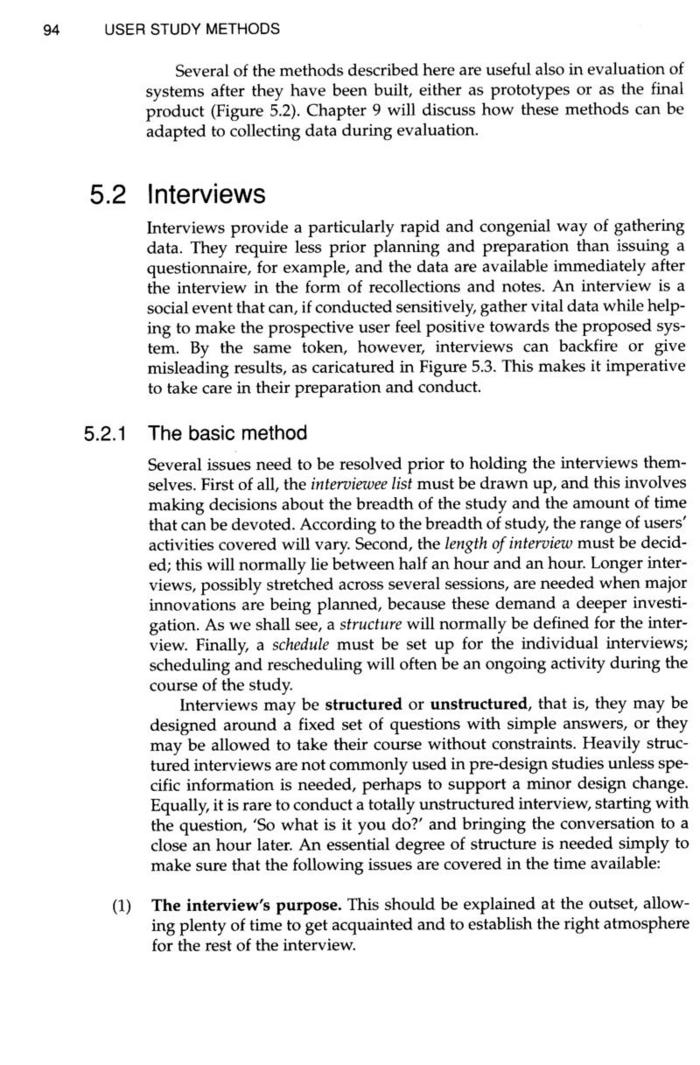 94 USER STUDY METHODS
Several of the methods described here are useful also in evaluation of
systems after they have been built, either as prototypes or as the final
product (Figure 5.2). Chapter 9 will discuss how these methods can be
adapted to collecting data during evaluation.
5.2 Interviews
Interviews provide a particularly rapid and congenial way of gathering
data. They require less prior planning and preparation than issuing a
questionnaire, for example, and the data are available immediately after
the interview in the form of recollections and notes. An interview is a
social event that can, if conducted sensitively, gather vital data while help-
ing to make the prospective user feel positive towards the proposed sys-
tem. By the same token, however, interviews can backfire or give
misleading results, as caricatured in Figure 5.3. This makes it imperative
to take care in their preparation and conduct.
5.2.1 The basic method
Several issues need to be resolved prior to holding the interviews them-
selves. First of all, the interviewee list must be drawn up, and this involves
making decisions about the breadth of the study and the amount of time
that can be devoted. According to the breadth of study, the range of users'
activities covered will vary. Second, the length of interview must be decid-
ed; this will normally lie between half an hour and an hour. Longer inter-
views, possibly stretched across several sessions, are needed when major
innovations are being planned, because these demand a deeper investi-
gation. As we shall see, a structure will normally be defined for the inter-
view. Finally, a schedule must be set up for the individual interviews;
scheduling and rescheduling will often be an ongoing activity during the
course of the study.
Interviews may be structured or unstructured, that is, they may be
designed around a fixed set of questions with simple answers, or they
may be allowed to take their course without constraints. Heavily struc-
tured interviews are not commonly used in pre-design studies unless spe-
cific information is needed, perhaps to support a minor design change.
Equally, it is rare to conduct a totally unstructured interview, starting with
the question, 'So what is it you do?' and bringing the conversation to a
close an hour later. An essential degree of structure is needed simply to
make sure that the following issues are covered in the time available:
(1) The interview's purpose. This should be explained at the outset, allow-
ing plenty of time to get acquainted and to establish the right atmosphere
for the rest of the interview.